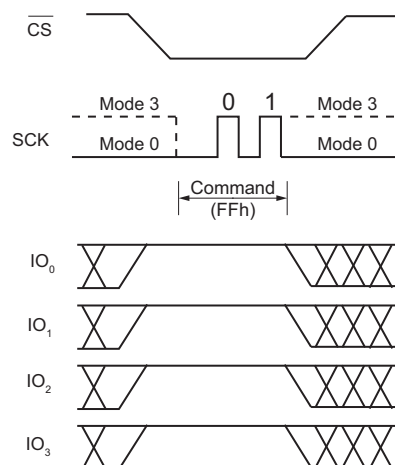 CS
Mode 3 0 1 Mode 3
SCK
Mode 0 Mode 0
Command
(FFh)
IO0
IO1
IO2
IO3